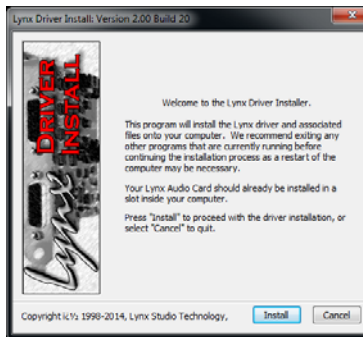 Lynx Driver Install: Version 2.00 Build 20
DRIVER
INSTALL
Lynx
Welcome to the Lynx Driver Installer.
This program will install the Lynx driver and associated
files onto your computer. We recommend exiting any
other programs that are currently running before
continuing the installation process as a restart of the
computer may be necessary.
Your Lynx Audio Card should already be installed in a
slot inside your computer.
Press "Install" to proceed with the driver installation, or
select "Cancel" to quit.
Copyright ï¿½ 1998-2014, Lynx Studio Technology,
Install
Cancel